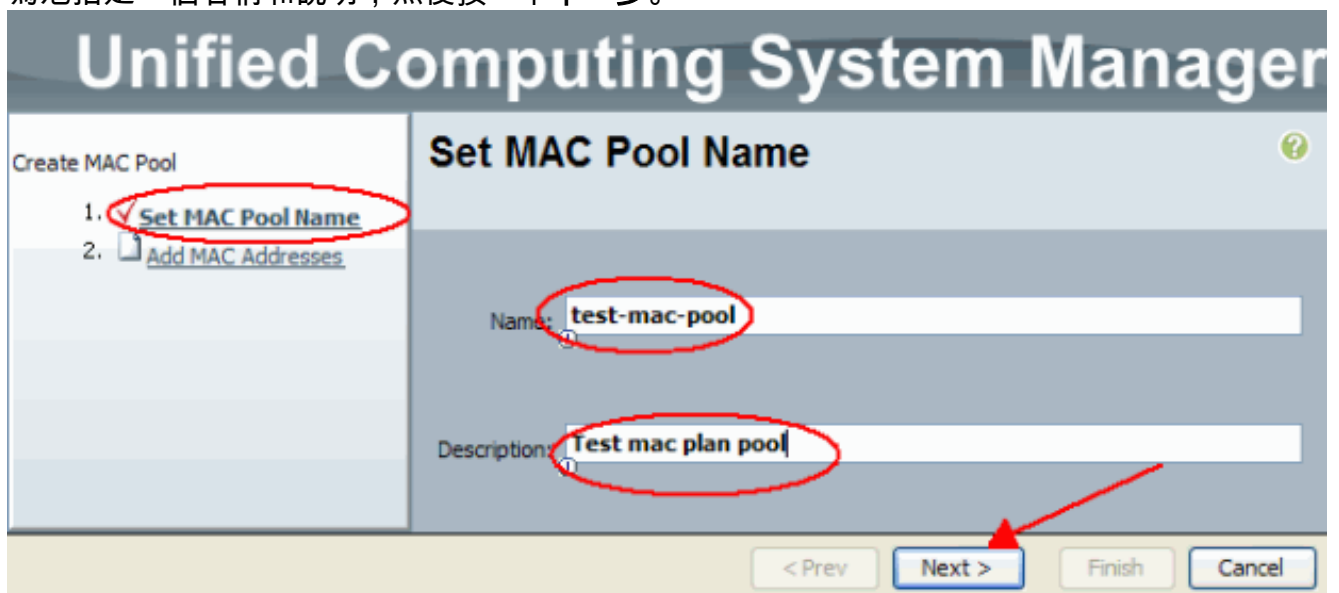 Unified Computing System Manager
Create MAC Pool
1. Set MAC Pool Name
2. Add MAC Addresses
Set MAC Pool Name
?
Name: test-mac-pool
Description: Test mac plan pool
< Prev
Next >
Finish
Cancel